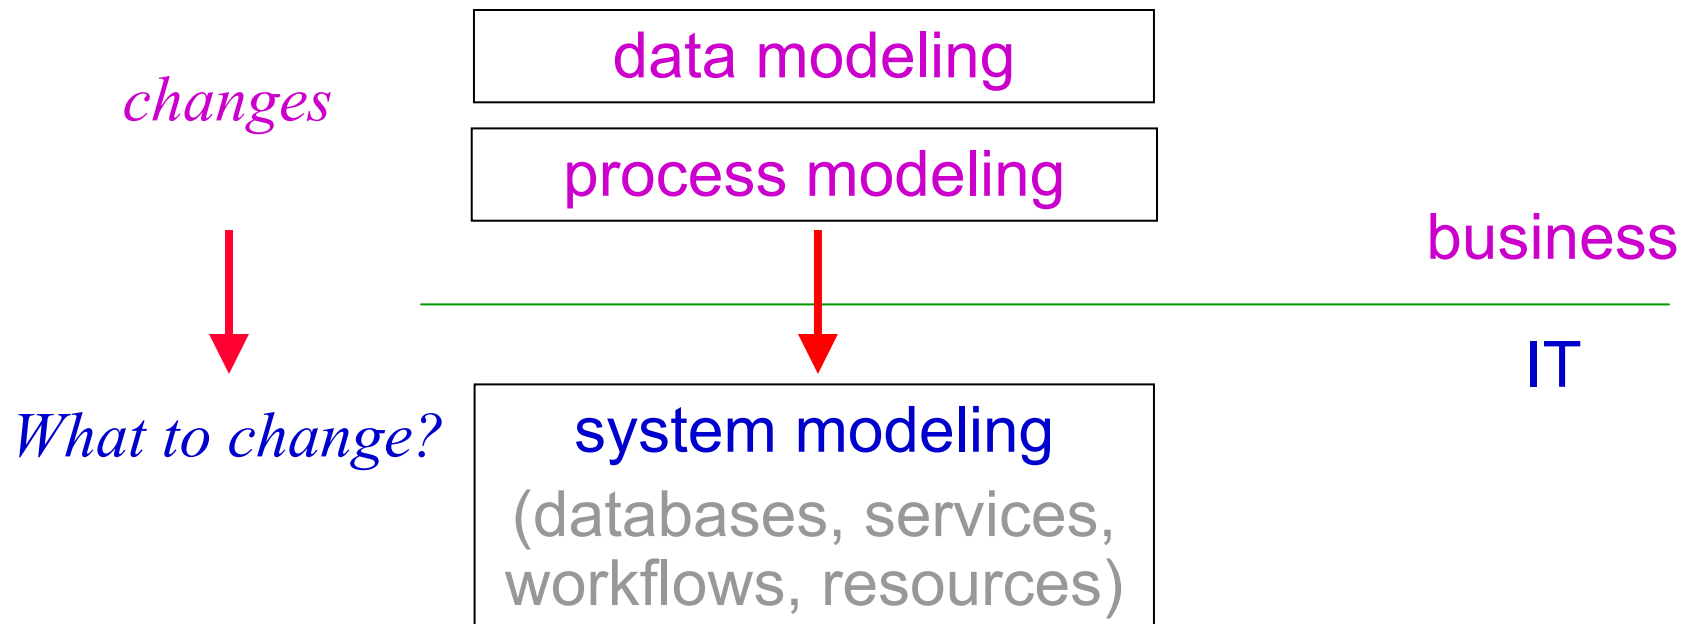 data modeling
changes
process modeling
business
IT
What to change?
system modeling
(databases, services,
workflows, resources)